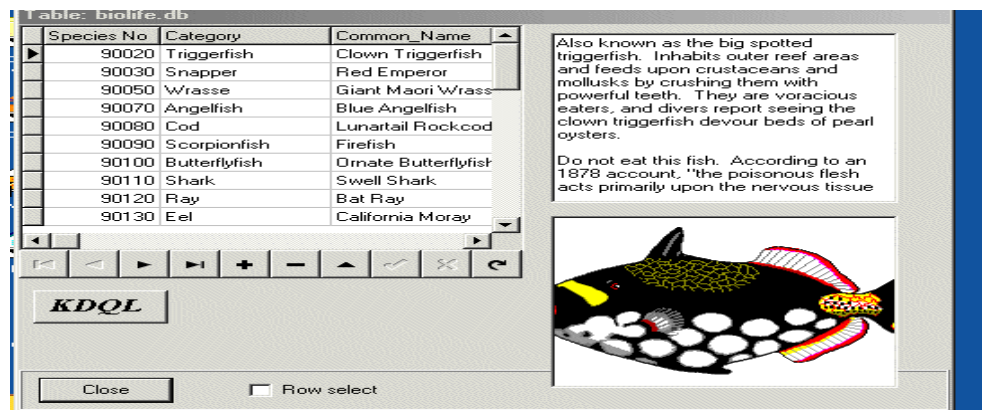 Table: biolife.db
Species No Category Common_Name
90020 Triggerfish Clown Triggerfish
90030 Snapper Red Emperor
90050 Wrasse Giant Maori Wrass
90070 Angelfish Blue Angelfish
90080 Cod Lunartail Rockcod
90090 Scorpionfish Firefish
90100 Butterflyfish Ornate Butterflyfish
90110 Shark Swell Shark
90120 Ray Bat Ray
90130 Eel California Moray
KDQL
Close
Row select
Also known as the big spotted
triggerfish. Inhabits outer reef areas
and feeds upon crustaceans and
mollusks by crushing them with
powerful teeth. They are voracious
eaters, and divers report seeing the
clown triggerfish devour beds of pearl
oysters.
Do not eat this fish. According to an
1878 account, "the poisonous flesh
acts primarily upon the nervous tissue